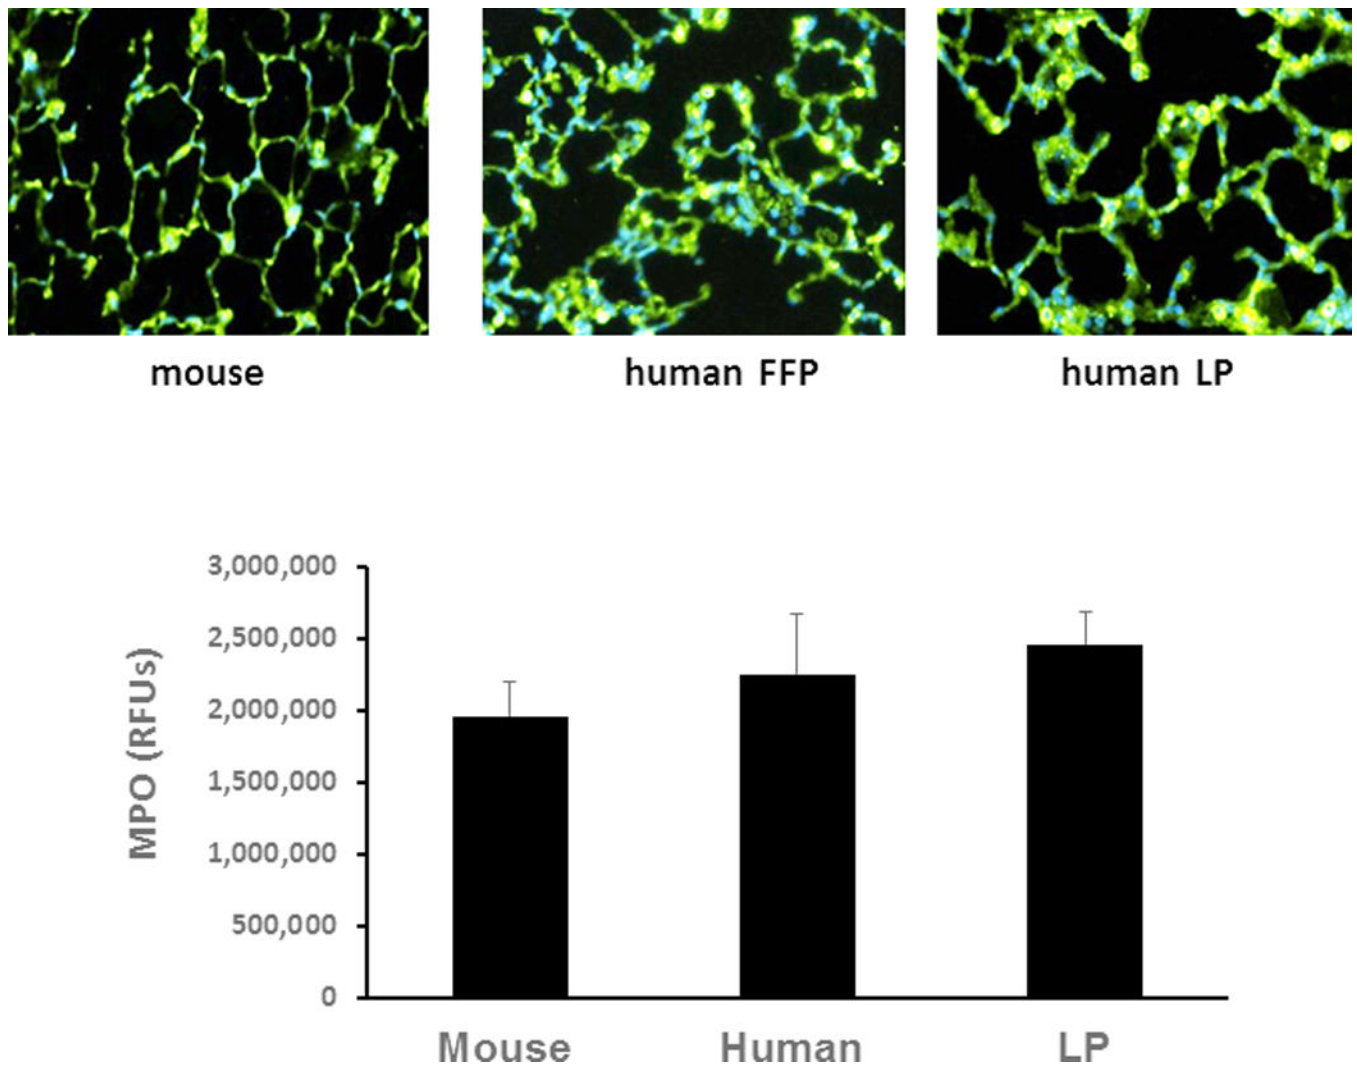 mouse
human FFP
human LP
MPO (RFUs)
3,000,000
2,500,000
2,000,000
1,500,000
1,000,000
500,000
0
Mouse
Human
LP